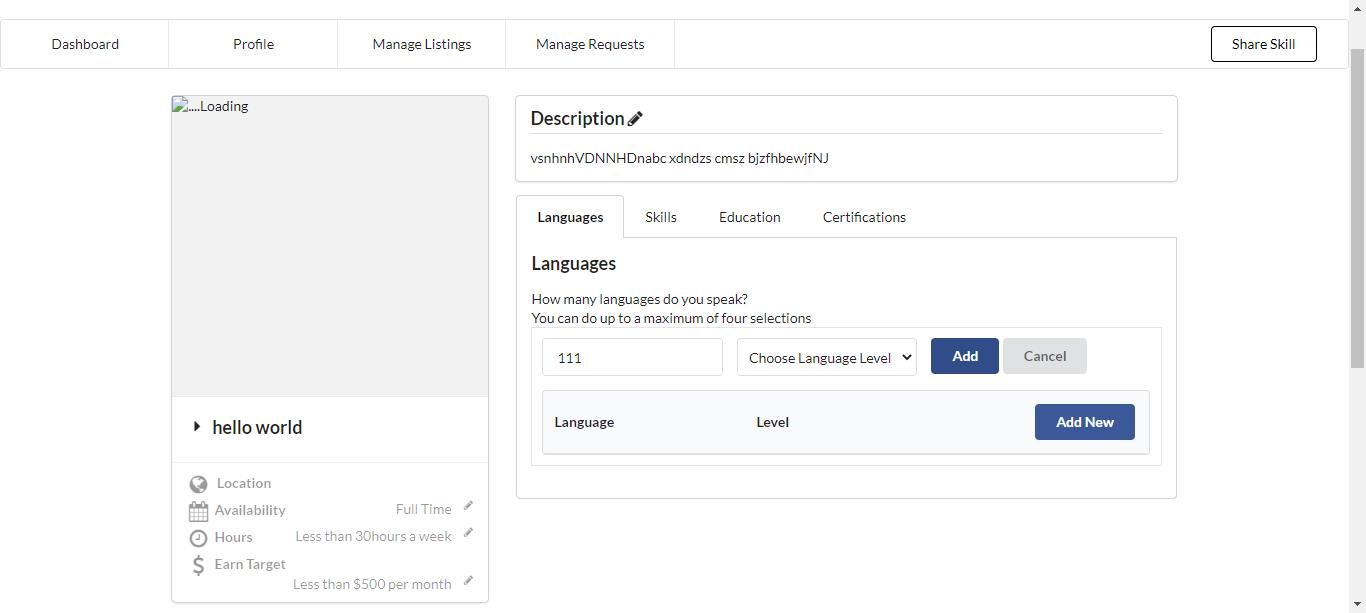 Dashboard Profile Manage Listings Manage Requests Share Skill
....Loading
hello world
Location
Availability Full Time
Hours Less than 30hours a week
Earn Target
Less than $500 per month
Description
vsnhnhVDNNHDnabc xdndzs cmsz bjzfhbewjfNJ
Languages Skills Education Certifications
Languages
How many languages do you speak?
You can do up to a maximum of four selections
111 Choose Language Level Add Cancel
Language Level Add New